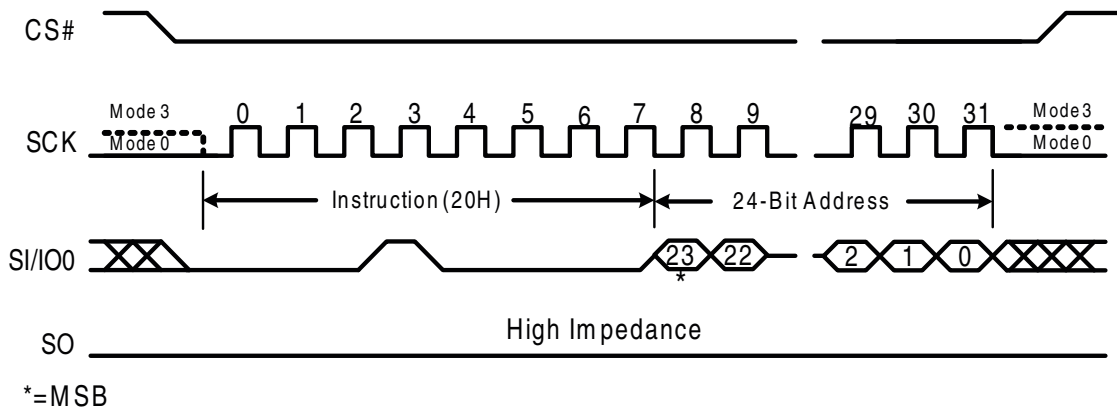 CS#
Mode 3
0 1 2 3 4 5 6 7 8 9 29 30 31
Mode 3
SCK
Mode 0
Mode 0
Instruction (20H)
24-Bit Address
SI/IO0
23 22 2 1 0
*
High Impedance
SO
*=MSB